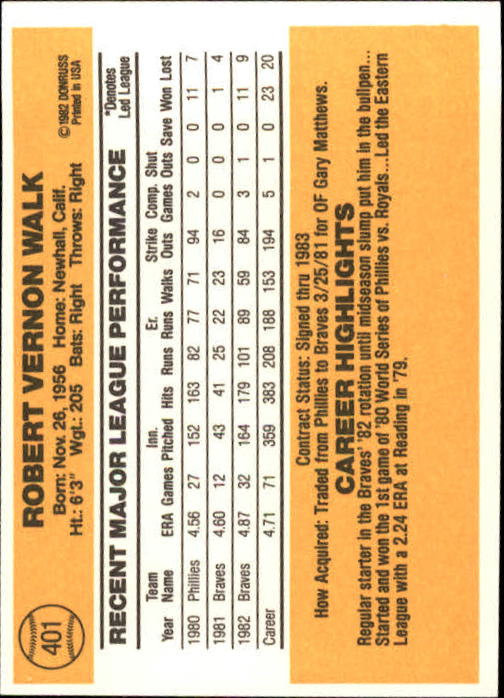 401
ROBERT VERNON WALK
Born: Nov. 26, 1956 Home: Newhall, Calif.
Ht.: 6'3" Wgt.: 205 Bats: Right Throws: Right
©1982 DONRUSS
Printed in USA
RECENT MAJOR LEAGUE PERFORMANCE
*Denotes
Led League
Team Inn. Er. Strike Comp. Shut
Year Name ERA Games Pitched Hits Runs Runs Walks Outs Games Outs Save Won Lost
1980 Phillies 4.56 27 152 163 82 77 71 94 2 0 0 11 7
1981 Braves 4.60 12 43 41 25 22 23 16 0 0 0 1 4
1982 Braves 4.87 32 164 179 101 89 59 84 3 1 0 11 9
Career 4.71 71 359 383 208 188 153 194 5 1 0 23 20
Contract Status: Signed thru 1983
How Acquired: Traded from Phillies to Braves 3/25/81 for OF Gary Matthews.
CAREER HIGHLIGHTS
Regular starter in the Braves' '82 rotation until midseason slump put him in the bullpen...
Started and won the 1st game of '80 World Series of Phillies vs. Royals...Led the Eastern
League with a 2.24 ERA at Reading in '79.